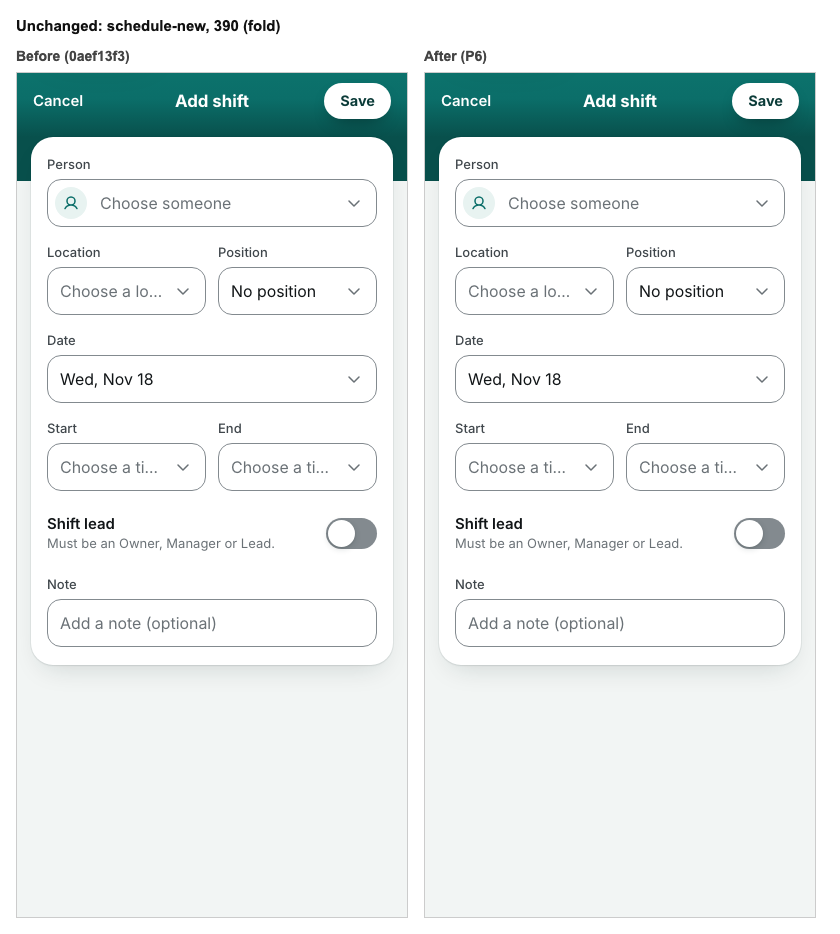 Unchanged: schedule-new, 390 (fold)
Before (0aef13f3)
Cancel
Add shift
Save
Person
Choose someone
Location
Position
Choose a lo...
No position
Date
Wed, Nov 18
Start
End
Choose a ti...
Choose a ti...
Shift lead
Must be an Owner, Manager or Lead.
Note
Add a note (optional)
After (P6)
Cancel
Add shift
Save
Person
Choose someone
Location
Position
Choose a lo...
No position
Date
Wed, Nov 18
Start
End
Choose a ti...
Choose a ti...
Shift lead
Must be an Owner, Manager or Lead.
Note
Add a note (optional)